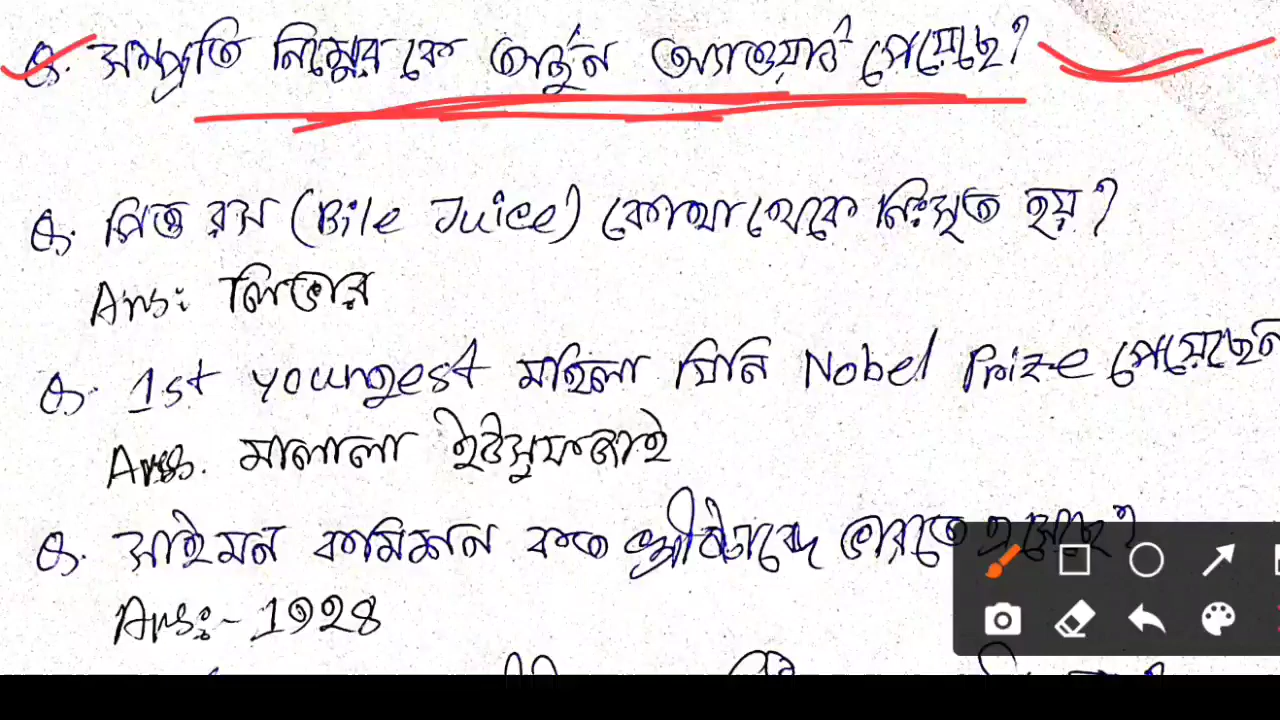 Q. সম্প্রতি নিম্নের কে অর্জুন অ্যাওয়ার্ড পেয়েছে?
Q. পিত্ত রস (Bile Juice) কোথা থেকে নিঃসৃত হয়?
Ans: লিভার
Q. 1st youngest মহিলা যিনি Nobel Prize পেয়েছেন
Ans. মালালা ইউসুফজাই
Q. সাইমন কমিশন কত খ্রীষ্টাব্দে ভারতে এসেছে?
Ans:- 1928